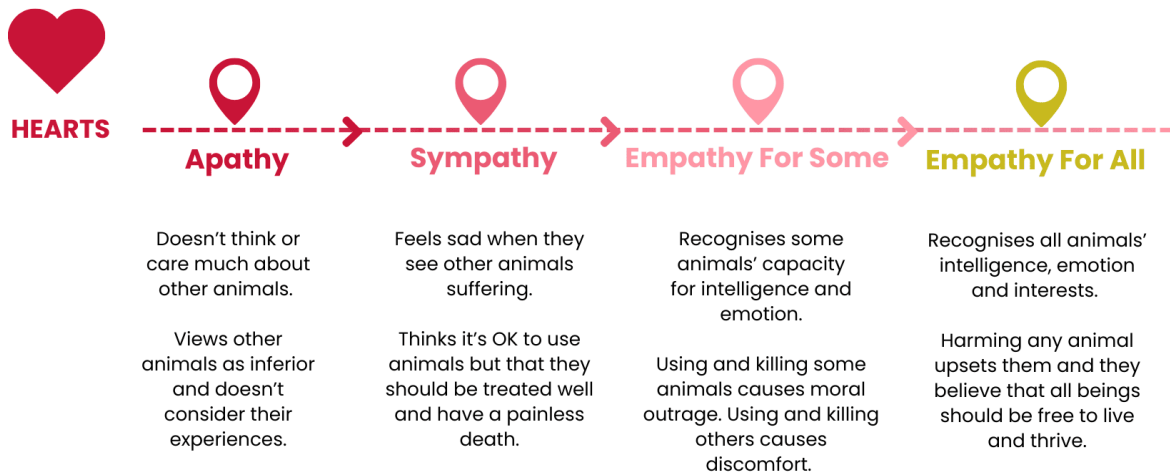 HEARTS
Apathy
Doesn’t think or
care much about
other animals.
Views other
animals as inferior
and doesn’t
consider their
experiences.
Sympathy
Feels sad when they
see other animals
suffering.
Thinks it’s OK to use
animals but that they
should be treated well
and have a painless
death.
Empathy For Some
Recognises some
animals’ capacity
for intelligence and
emotion.
Using and killing some
animals causes moral
outrage. Using and killing
others causes
discomfort.
Empathy For All
Recognises all animals’
intelligence, emotion
and interests.
Harming any animal
upsets them and they
believe that all beings
should be free to live
and thrive.